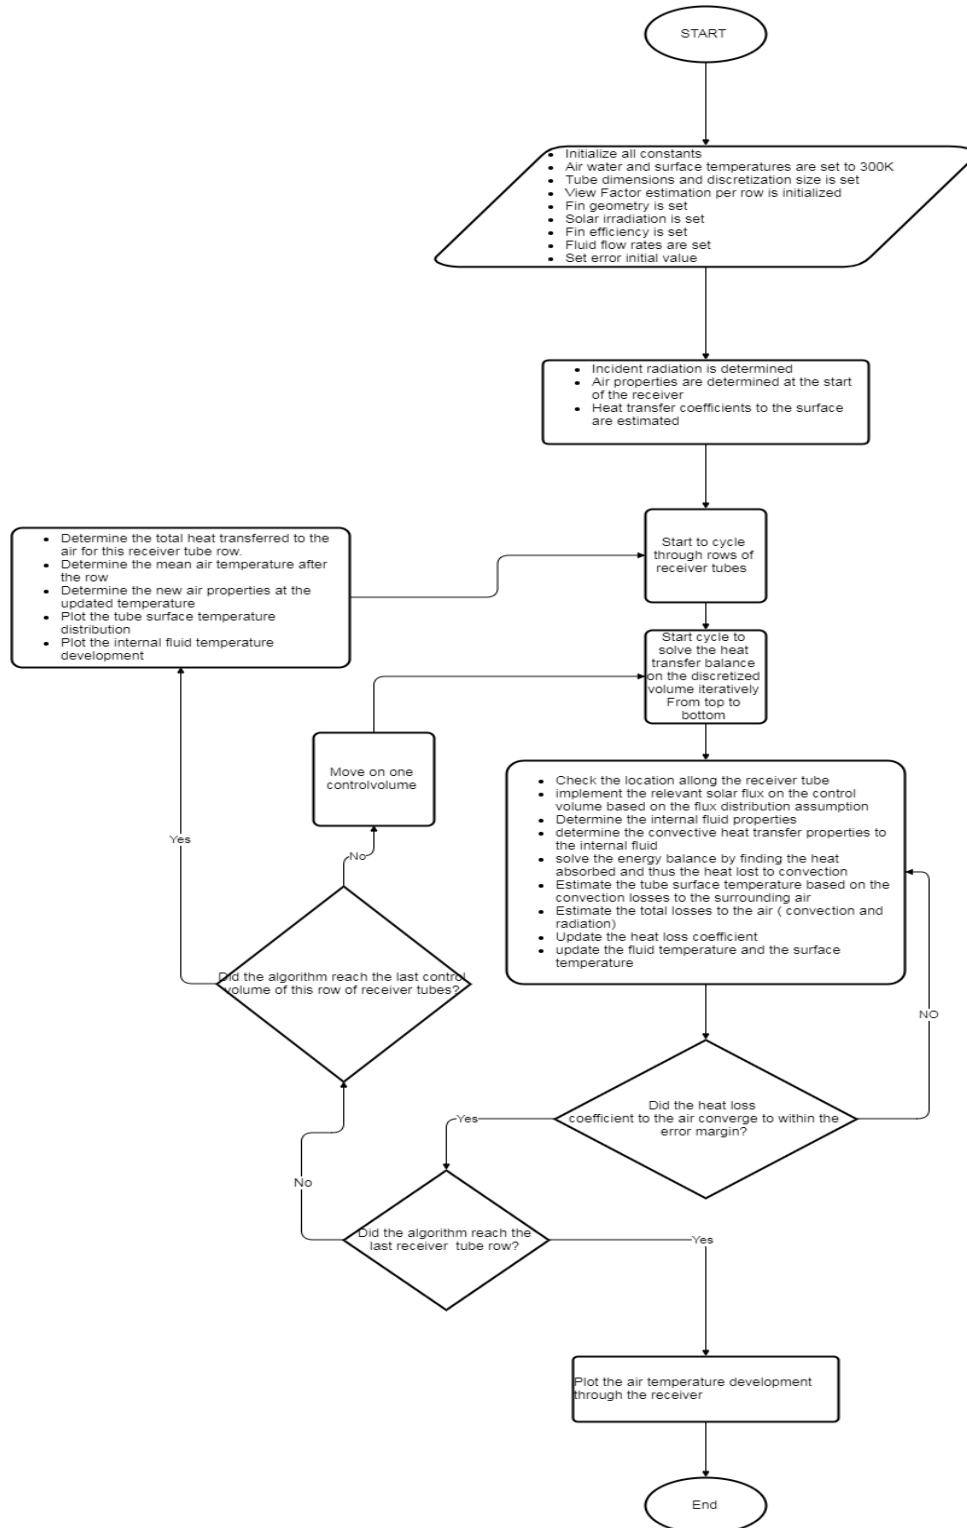 START
• Initialize all constants
• Air water and surface temperatures are set to 300K
• Tube dimensions and discretization size is set
• View Factor estimation per row is initialized
• Fin geometry is set
• Solar irradiation is set
• Fin efficiency is set
• Fluid flow rates are set
• Set error initial value
• Incident radiation is determined
• Air properties are determined at the start
of the receiver
• Heat transfer coefficients to the surface
are estimated
Start to cycle
through rows of
receiver tubes
• Determine the total heat transferred to the
air for this receiver tube row.
• Determine the mean air temperature after
the row
• Determine the new air properties at the
updated temperature
• Plot the tube surface temperature
distribution
• Plot the internal fluid temperature
development
Start cycle to
solve the heat
transfer balance
on the discretized
volume iteratively
From top to
bottom
Move on one
controlvolume
• Check the location allong the receiver tube
• implement the relevant solar flux on the control
volume based on the flux distribution assumption
• Determine the internal fluid properties
• determine the convective heat transfer properties to
the internal fluid
• solve the energy balance by finding the heat
absorbed and thus the heat lost to convection
• Estimate the tube surface temperature based on the
convection losses to the surrounding air
• Estimate the total losses to the air ( convection and
radiation)
• Update the heat loss coefficient
• update the fluid temperature and the surface
temperature
Yes
No
Did the algorithm reach the last control
volume of this row of receiver tubes?
NO
Did the heat loss
coefficient to the air converge to within the
error margin?
Yes
No
Did the algorithm reach the
last receiver tube row?
Yes
Plot the air temperature development
through the receiver
End